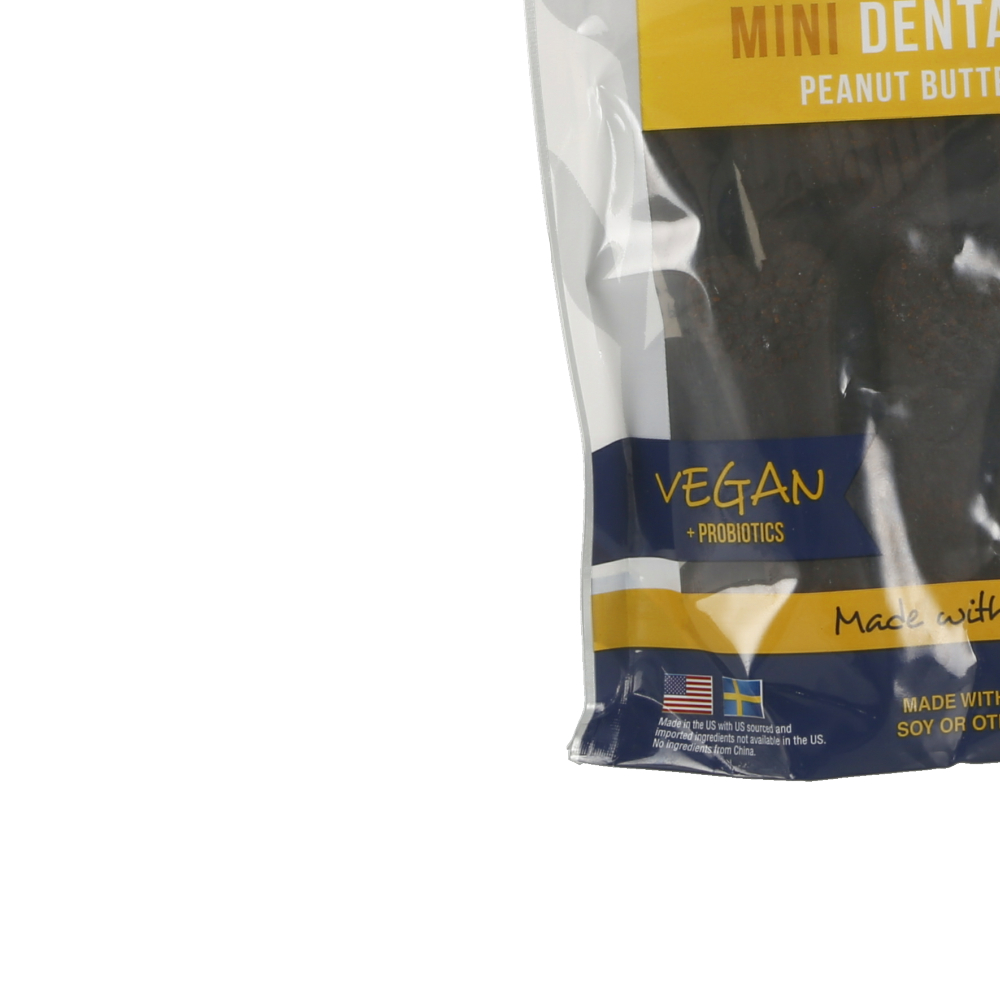 MINI DENTA
PEANUT BUTTE
VEGAN
+ PROBIOTICS
Made with
Made in the US with US sourced and
imported ingredients not available in the US.
No ingredients from China.
MADE WITH
SOY OR OT